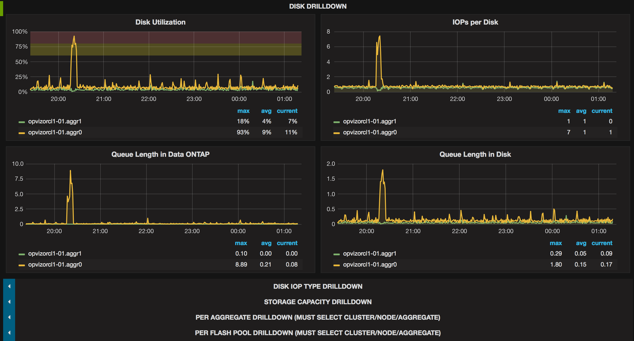 DISK DRILLDOWN
Disk Utilization
100%
75%
50%
25%
0%
20:00 21:00 22:00 23:00 00:00 01:00
max avg current
opvizorcl1-01.aggr1 18% 4% 7%
opvizorcl1-01.aggr0 93% 9% 11%
IOPs per Disk
8
6
4
2
0
20:00 21:00 22:00 23:00 00:00 01:00
max avg current
opvizorcl1-01.aggr1 1 1 0
opvizorcl1-01.aggr0 7 1 1
Queue Length in Data ONTAP
10.0
7.5
5.0
2.5
0
20:00 21:00 22:00 23:00 00:00 01:00
max avg current
opvizorcl1-01.aggr1 0.10 0.00 0.00
opvizorcl1-01.aggr0 8.89 0.21 0.08
Queue Length in Disk
2.0
1.5
1.0
0.5
0
20:00 21:00 22:00 23:00 00:00 01:00
max avg current
opvizorcl1-01.aggr1 0.29 0.05 0.09
opvizorcl1-01.aggr0 1.80 0.15 0.17
DISK IOP TYPE DRILLDOWN
STORAGE CAPACITY DRILLDOWN
PER AGGREGATE DRILLDOWN (MUST SELECT CLUSTER/NODE/AGGREGATE)
PER FLASH POOL DRILLDOWN (MUST SELECT CLUSTER/NODE/AGGREGATE)